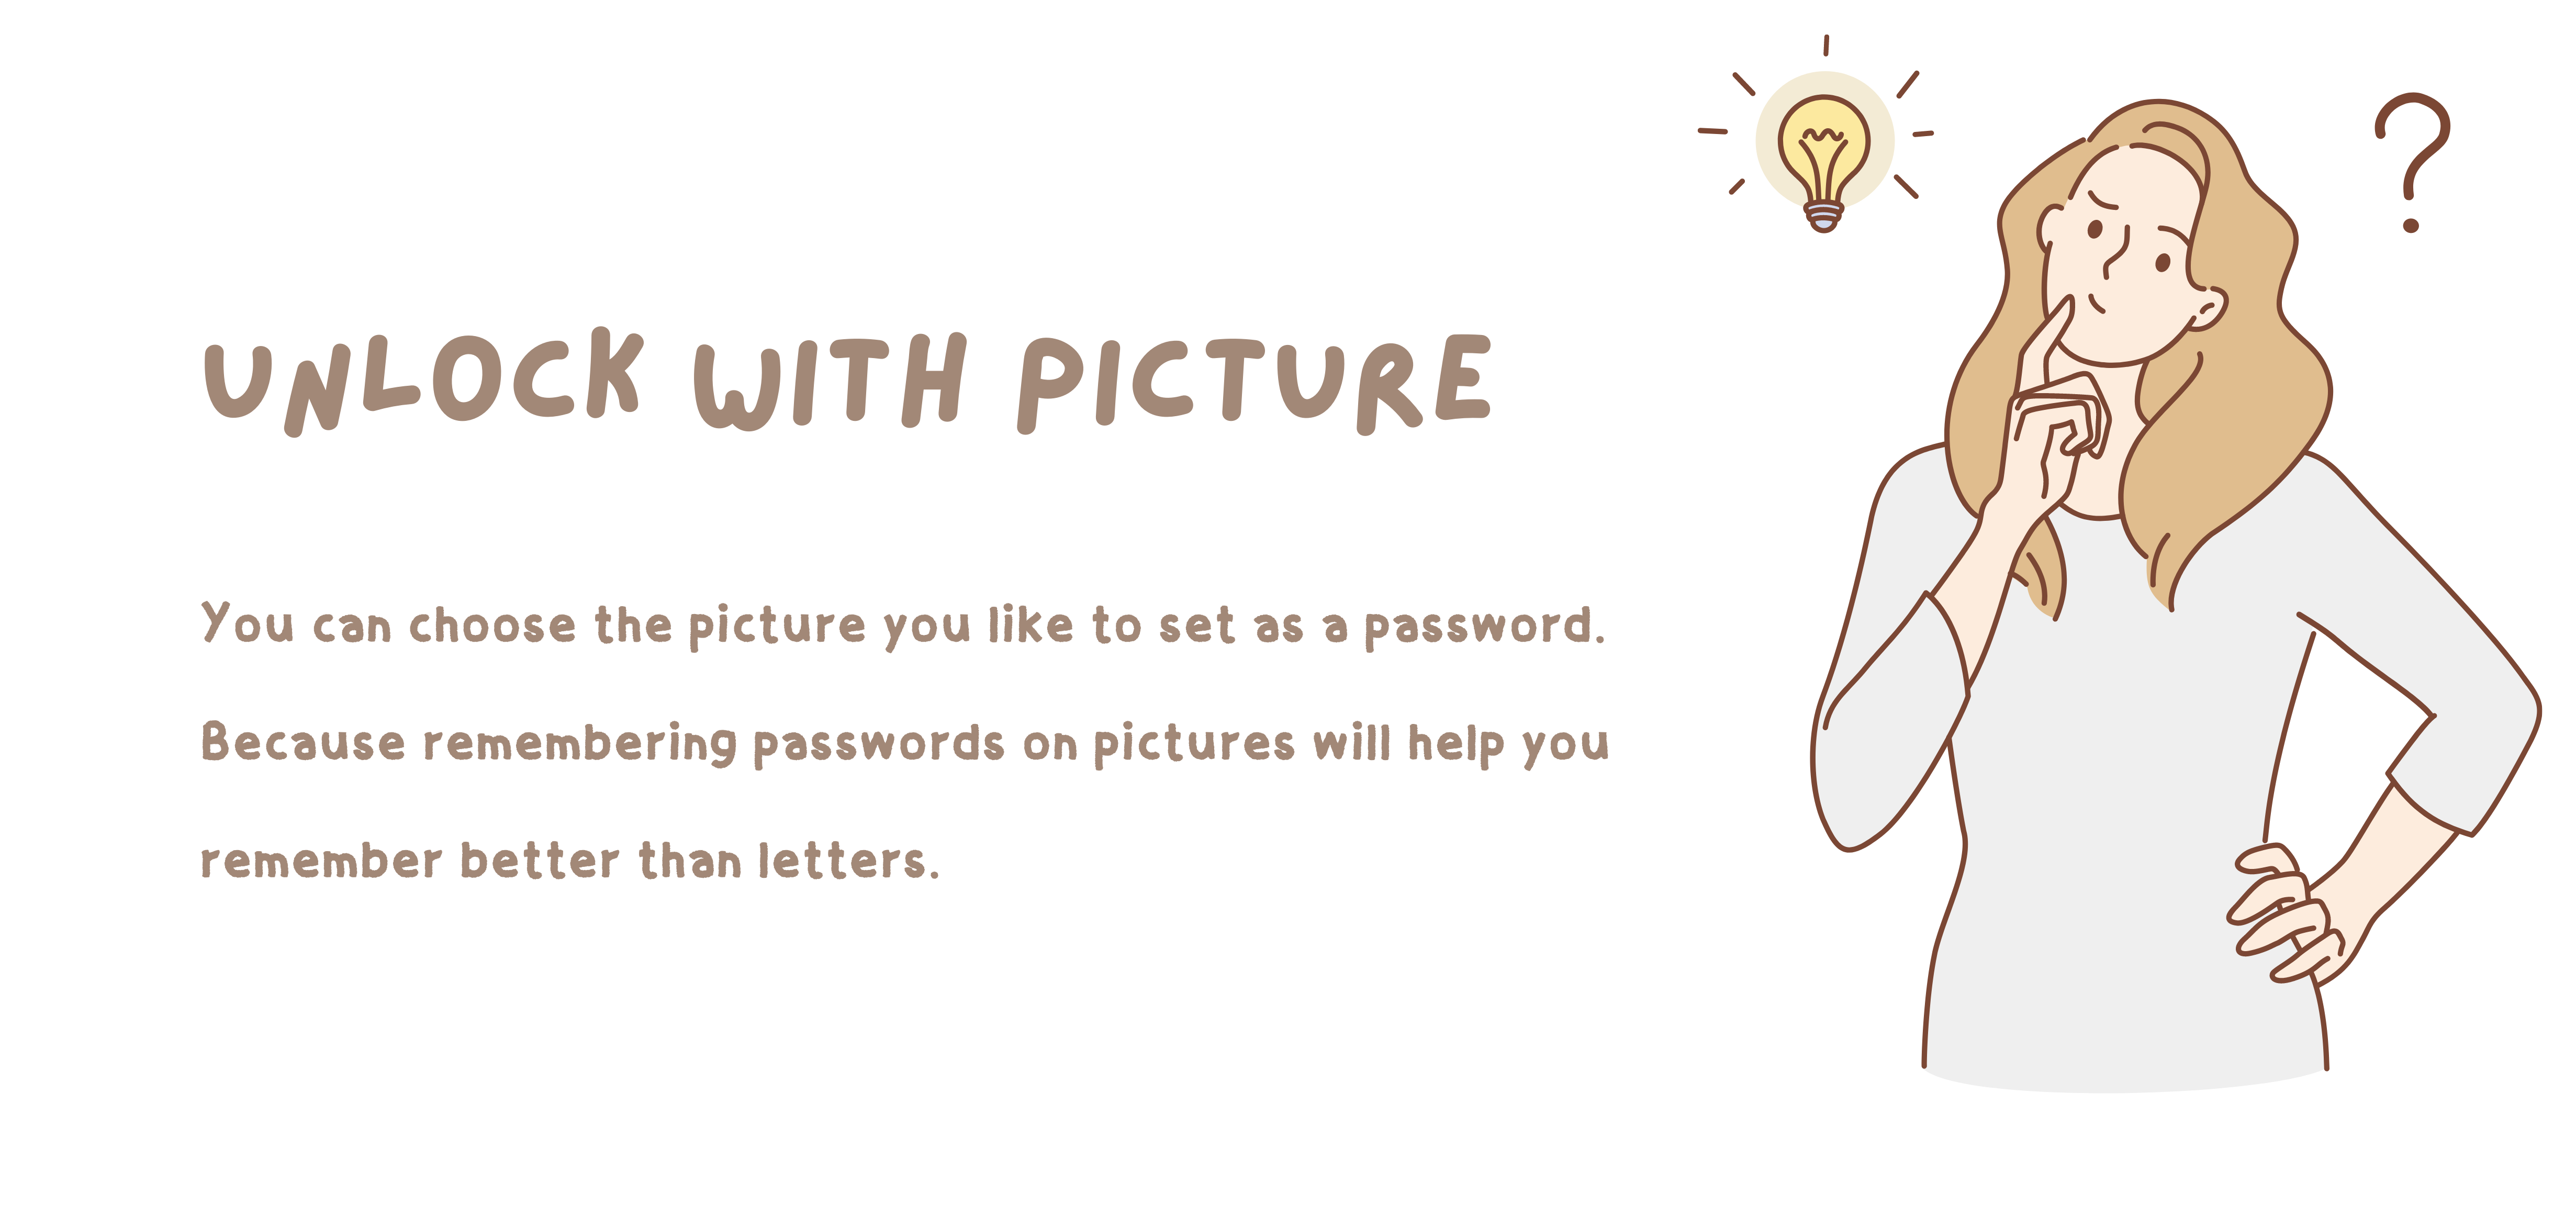 UNLOCK WITH PICTURE
You can choose the picture you like to set as a password.
Because remembering passwords on pictures will help you
remember better than letters.
?